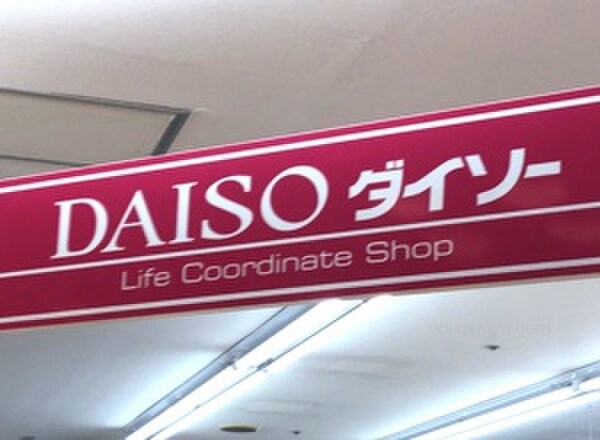 DAISO ダイソー
Life Coordinate Shop